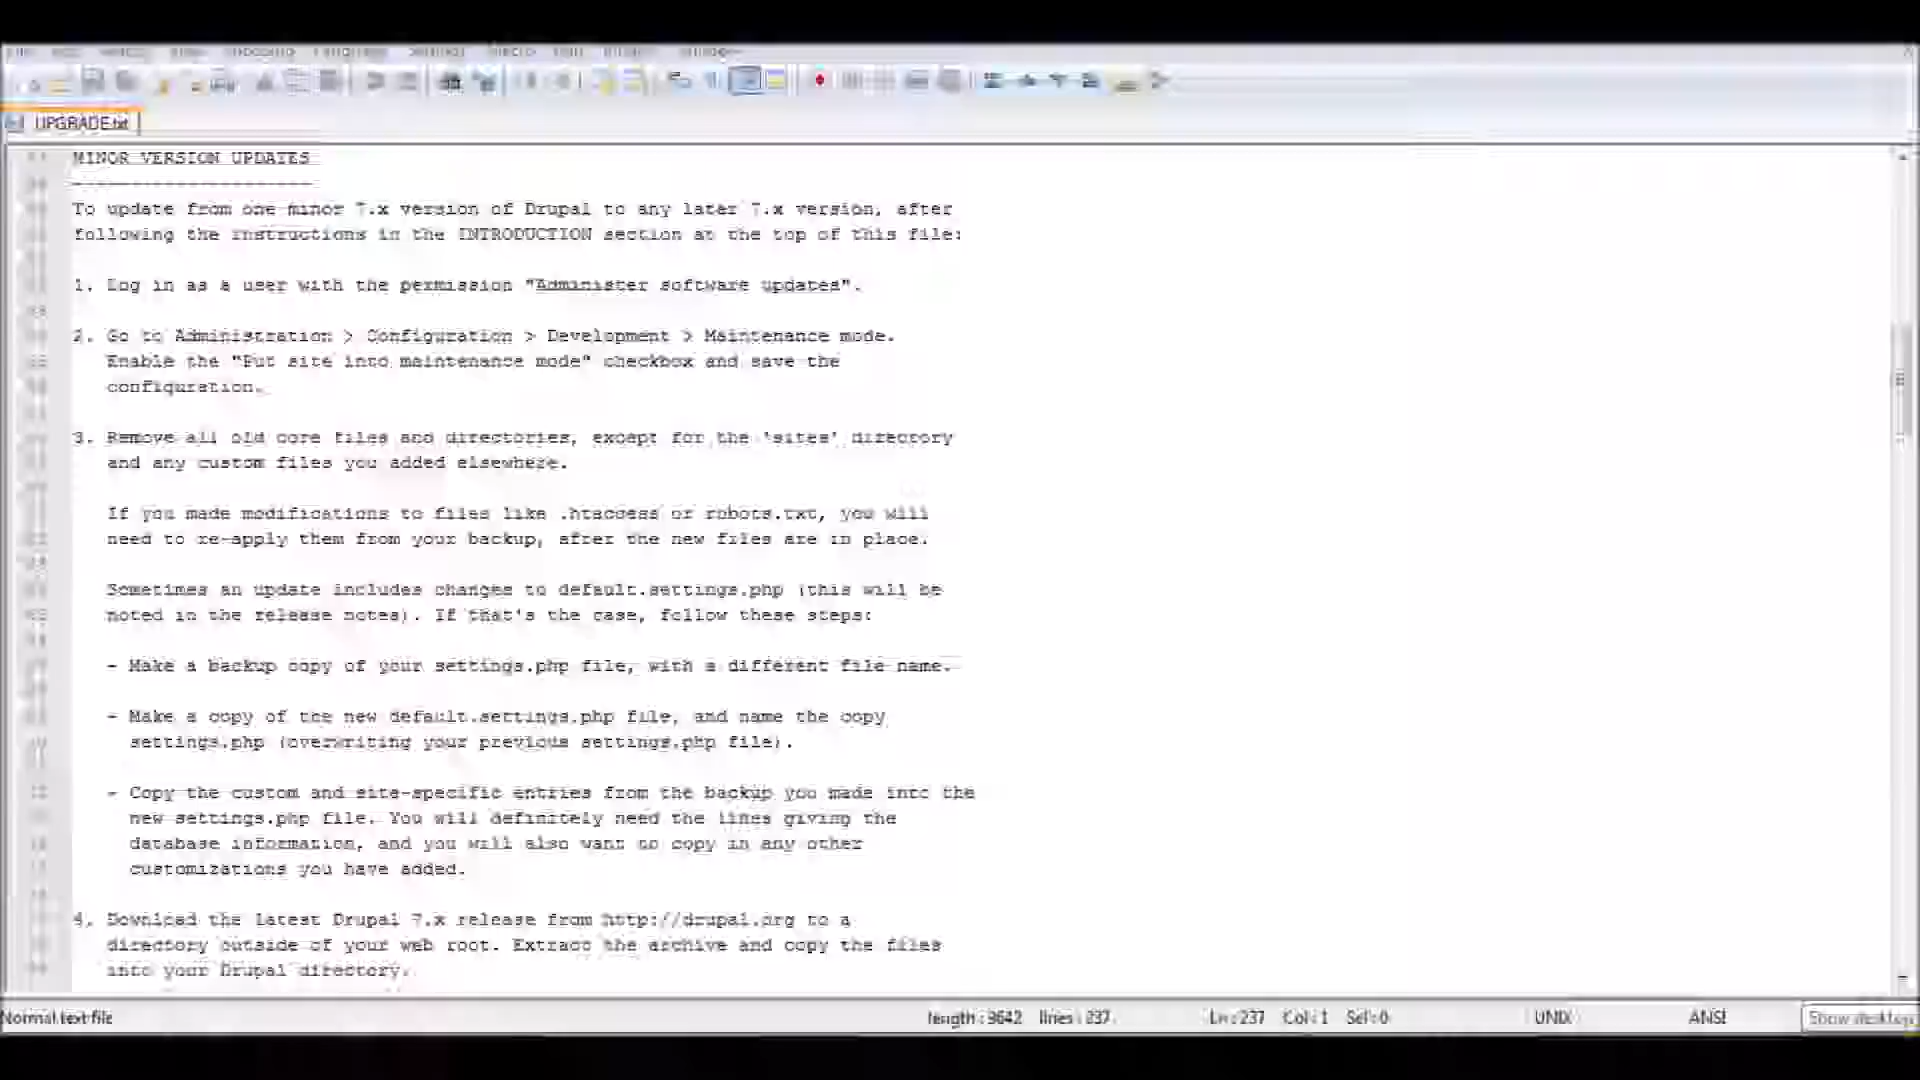 UPGRADE.txt
MINOR VERSION UPDATES
---------------------
To update from one minor 7.x version of Drupal to any later 7.x version, after
following the instructions in the INTRODUCTION section at the top of this file:
1. Log in as a user with the permission "Administer software updates".
2. Go to Administration > Configuration > Development > Maintenance mode.
Enable the "Put site into maintenance mode" checkbox and save the
configuration.
3. Remove all old core files and directories, except for the 'sites' directory
and any custom files you added elsewhere.
If you made modifications to files like .htaccess or robots.txt, you will
need to re-apply them from your backup, after the new files are in place.
Sometimes an update includes changes to default.settings.php (this will be
noted in the release notes). If that's the case, follow these steps:
- Make a backup copy of your settings.php file, with a different file name.
- Make a copy of the new default.settings.php file, and name the copy
settings.php (overwriting your previous settings.php file).
- Copy the custom and site-specific entries from the backup you made into the
new settings.php file. You will definitely need the lines giving the
database information, and you will also want to copy in any other
customizations you have added.
4. Download the latest Drupal 7.x release from http://drupal.org to a
directory outside of your web root. Extract the archive and copy the files
into your Drupal directory.
Normal text file length : 9642 lines : 237 Ln : 237 Col : 1 Sel : 0 UNIX ANSI Show desktop